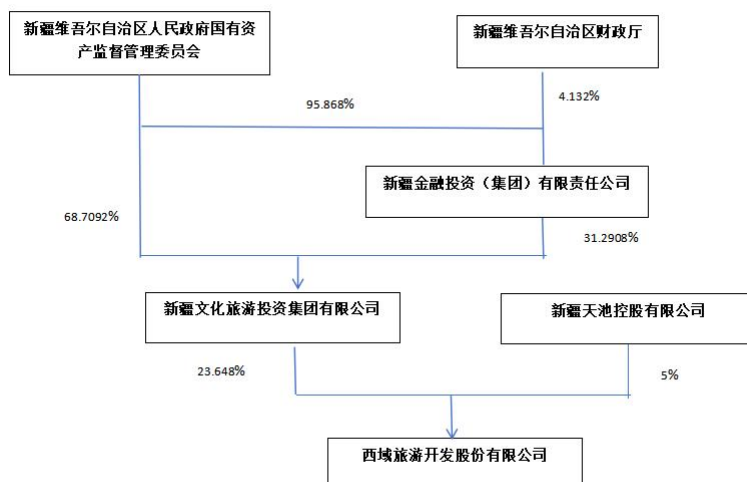 新疆维吾尔自治区人民政府国有资
产监督管理委员会
新疆维吾尔自治区财政厅
95.868%
4.132%
新疆金融投资（集团）有限责任公司
68.7092%
31.2908%
新疆文化旅游投资集团有限公司
新疆天池控股有限公司
23.648%
5%
西域旅游开发股份有限公司